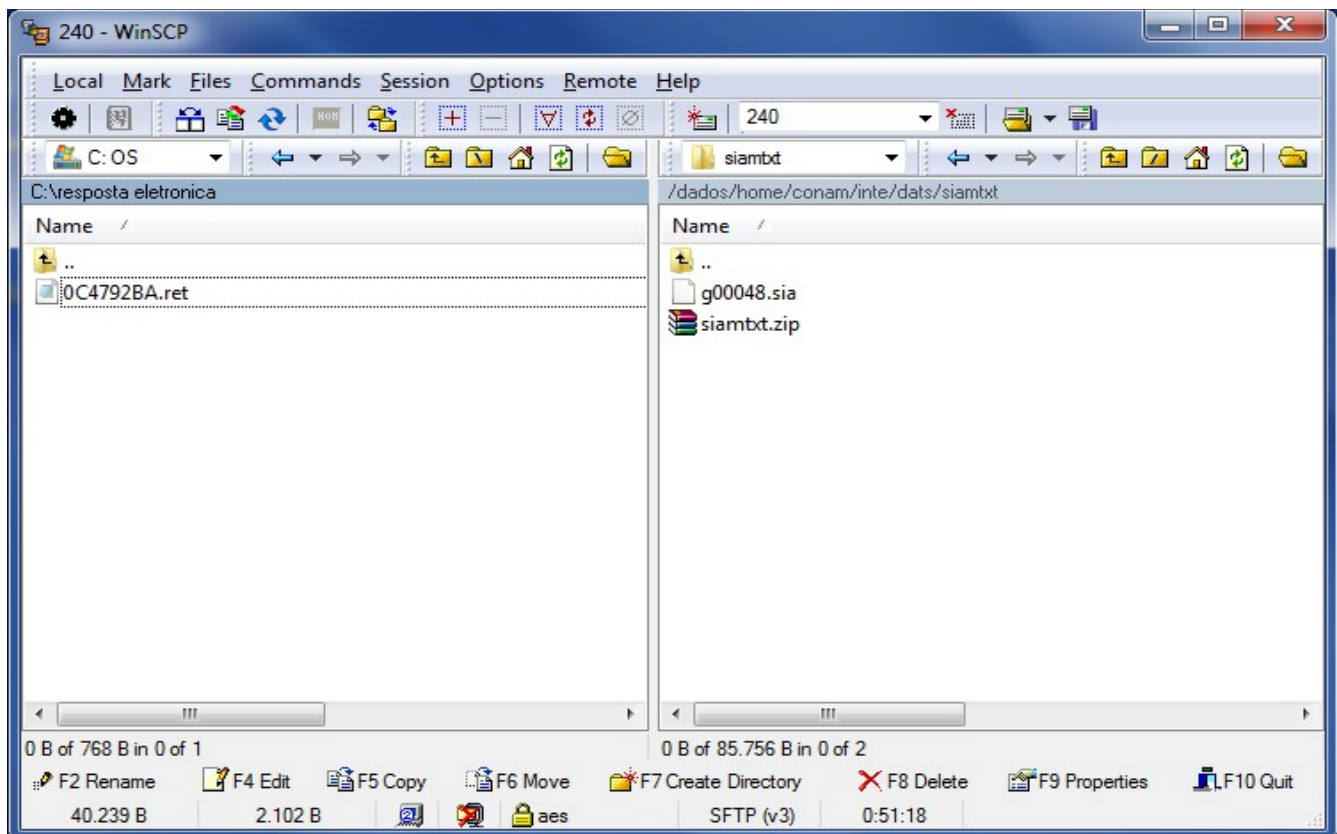 240 - WinSCP
Local Mark Files Commands Session Options Remote Help
240
C: OS
siamtxt
C:\resposta eletronica
/dados/home/conam/inte/dats/siamtxt
Name
Name
..
..
0C4792BA.ret
g00048.sia
siamtxt.zip
0 B of 768 B in 0 of 1
0 B of 85.756 B in 0 of 2
F2 Rename F4 Edit F5 Copy F6 Move F7 Create Directory F8 Delete F9 Properties F10 Quit
40.239 B 2.102 B aes SFTP (v3) 0:51:18